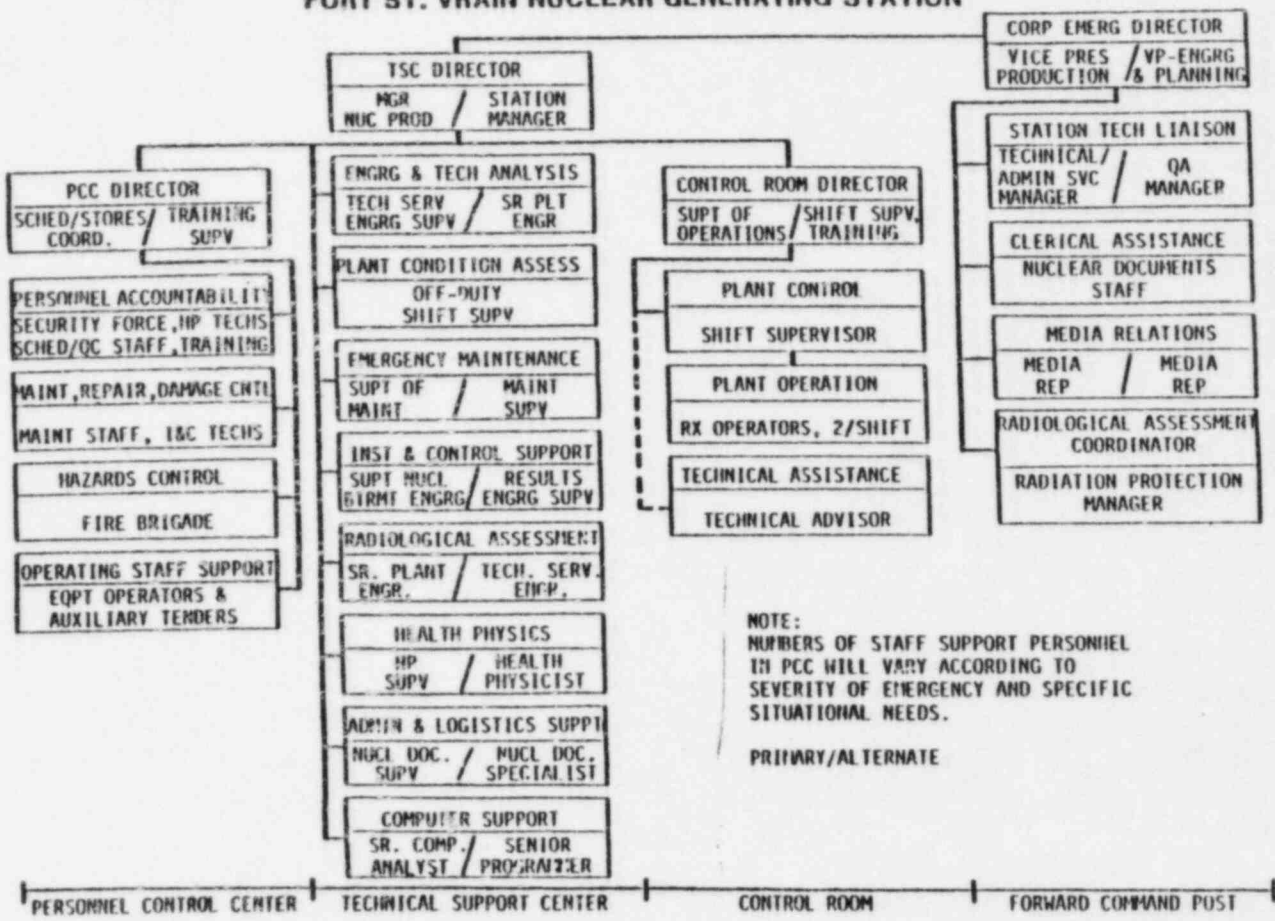 FORT ST. VRAIN NUCLEAR GENERATING STATION
CORP EMERG DIRECTOR
VICE PRES / VP-ENGRG
PRODUCTION / & PLANNING
TSC DIRECTOR
MGR / STATION
NUC PROD / MANAGER
PCC DIRECTOR
SCHED/STORES / TRAINING
COORD. / SUPV
PERSONNEL ACCOUNTABILITY
SECURITY FORCE, HP TECHS
SCHED/QC STAFF, TRAINING
MAINT, REPAIR, DAMAGE CNTL
MAINT STAFF, I&C TECHS
HAZARDS CONTROL
FIRE BRIGADE
OPERATING STAFF SUPPORT
EQPT OPERATORS &
AUXILIARY TENDERS
ENGRG & TECH ANALYSIS
TECH SERV / SR PLT
ENGRG SUPV / ENGR
PLANT CONDITION ASSESS
OFF-DUTY
SHIFT SUPV
EMERGENCY MAINTENANCE
SUPT OF / MAINT
MAINT / SUPV
INST & CONTROL SUPPORT
SUPT NUCL / RESULTS
BTRMT ENGRG / ENGRG SUPV
RADIOLOGICAL ASSESSMENT
SR. PLANT / TECH. SERV.
ENGR. / ENGR.
HEALTH PHYSICS
HP / HEALTH
SUPV / PHYSICIST
ADMIN & LOGISTICS SUPPT
NUCL DOC. / NUCL DOC.
SUPV / SPECIALIST
COMPUTER SUPPORT
SR. COMP. / SENIOR
ANALYST / PROGRAMMER
CONTROL ROOM DIRECTOR
SUPT OF / SHIFT SUPV.
OPERATIONS / TRAINING
PLANT CONTROL
SHIFT SUPERVISOR
PLANT OPERATION
RX OPERATORS, 2/SHIFT
TECHNICAL ASSISTANCE
TECHNICAL ADVISOR
STATION TECH LIAISON
TECHNICAL/ / QA
ADMIN SVC / MANAGER
MANAGER
CLERICAL ASSISTANCE
NUCLEAR DOCUMENTS
STAFF
MEDIA RELATIONS
MEDIA / MEDIA
REP / REP
RADIOLOGICAL ASSESSMENT
COORDINATOR
RADIATION PROTECTION
MANAGER
NOTE:
NUMBERS OF STAFF SUPPORT PERSONNEL
IN PCC WILL VARY ACCORDING TO
SEVERITY OF EMERGENCY AND SPECIFIC
SITUATIONAL NEEDS.
PRIMARY/ALTERNATE
PERSONNEL CONTROL CENTER
TECHNICAL SUPPORT CENTER
CONTROL ROOM
FORWARD COMMAND POST